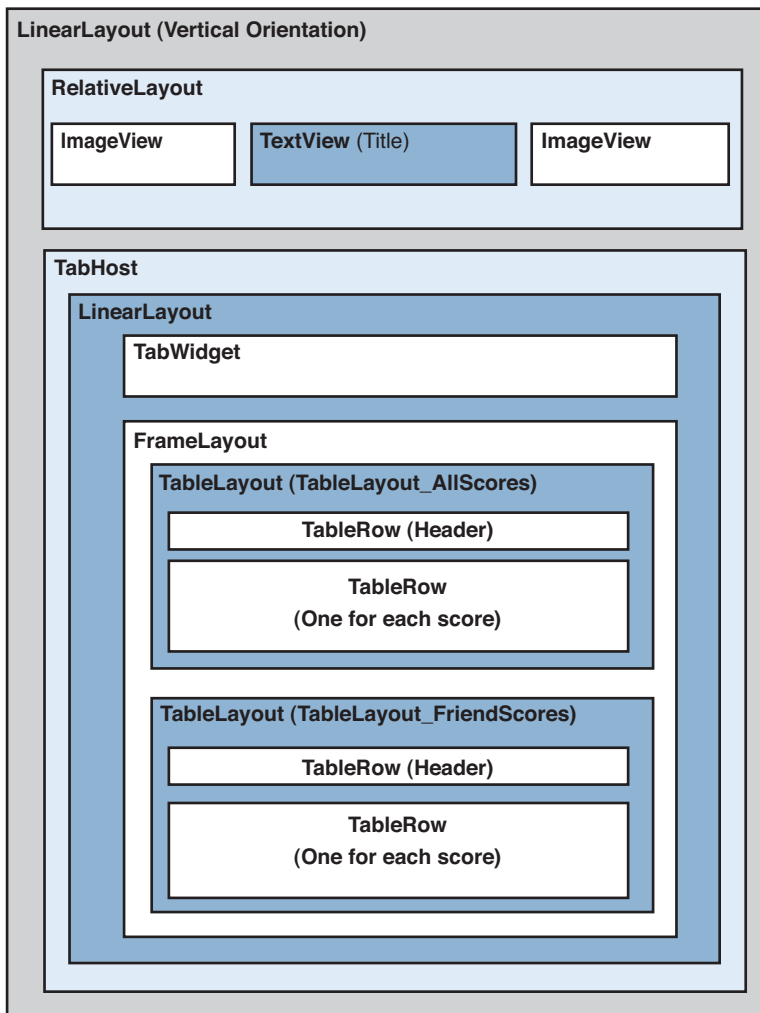 LinearLayout (Vertical Orientation)
RelativeLayout
ImageView
TextView (Title)
ImageView
TabHost
LinearLayout
TabWidget
FrameLayout
TableLayout (TableLayout_AllScores)
TableRow (Header)
TableRow
(One for each score)
TableLayout (TableLayout_FriendScores)
TableRow (Header)
TableRow
(One for each score)